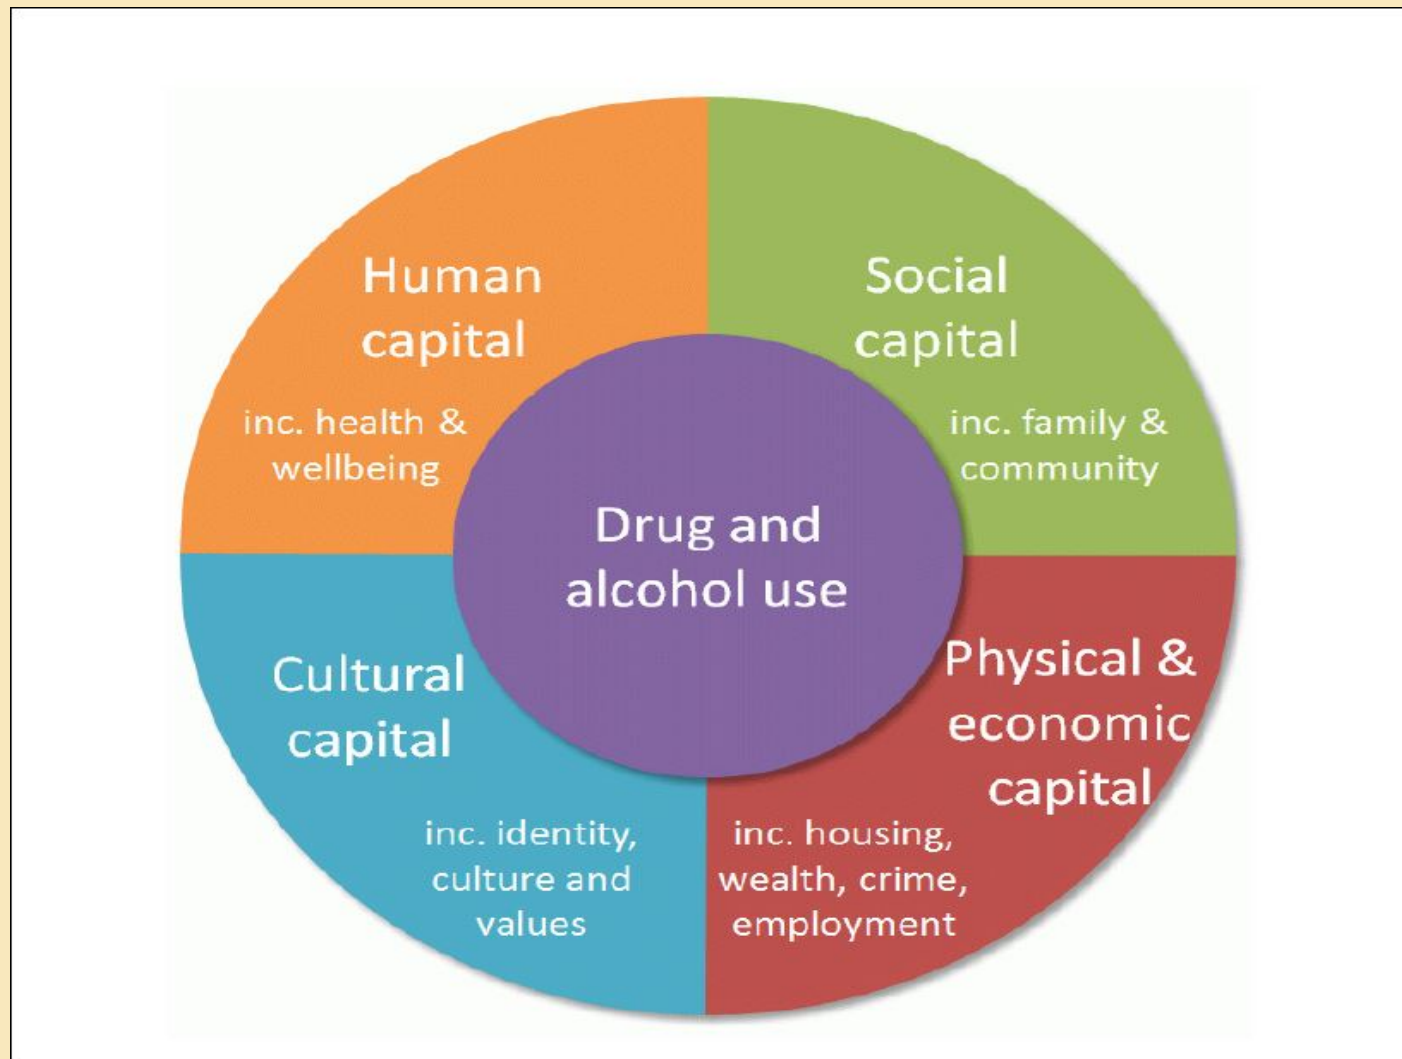 Human
capital
inc. health &
wellbeing
Social
capital
inc. family &
community
Drug and
alcohol use
Cultural
capital
inc. identity,
culture and
values
Physical &
economic
capital
inc. housing,
wealth, crime,
employment